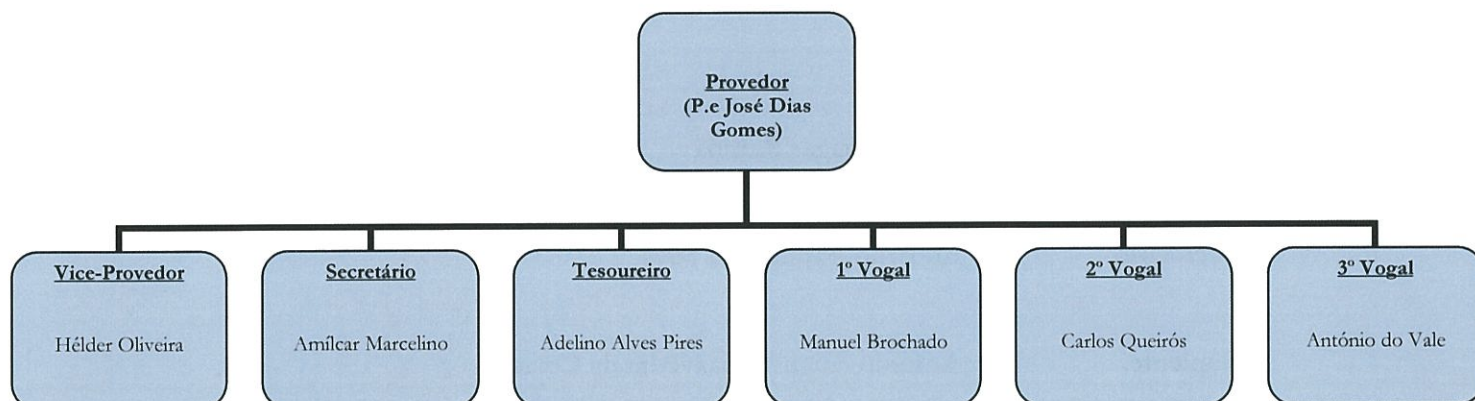 Provedor
(P.e José Dias
Gomes)
Vice-Provedor
Hélder Oliveira
Secretário
Amílcar Marcelino
Tesoureiro
Adelino Alves Pires
1º Vogal
Manuel Brochado
2º Vogal
Carlos Queirós
3º Vogal
António do Vale